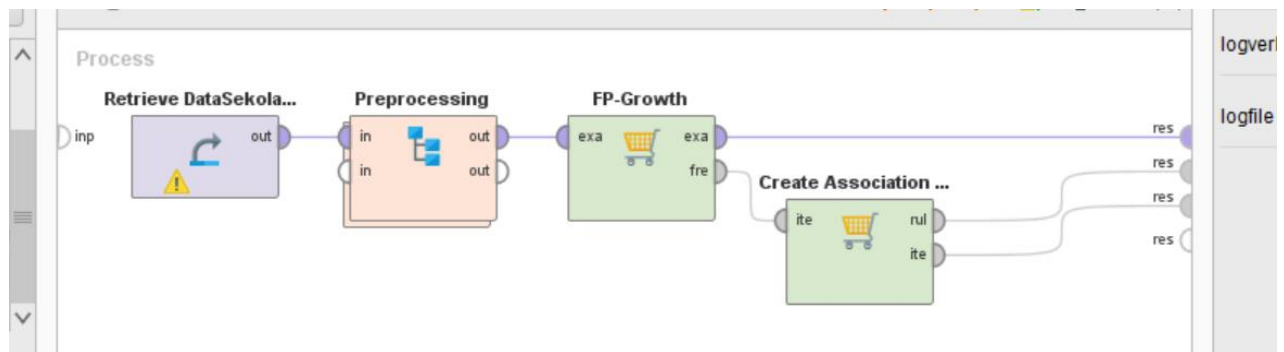 Process
Retrieve DataSekola...
Preprocessing
FP-Growth
inp
out
in
out
in
out
exa
exa
fre
res
res
res
res
Create Association ...
ite
rul
ite
logver
logfile